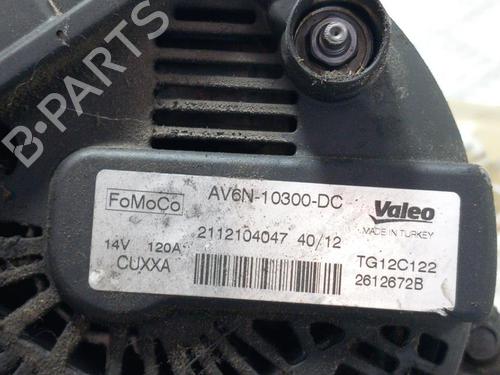 B-PARTS
FoMoCo
AV6N-10300-DC
Valeo
MADE IN TURKEY
14V 120A
2112104047 40/12
TG12C122
CUXXA
2612672B